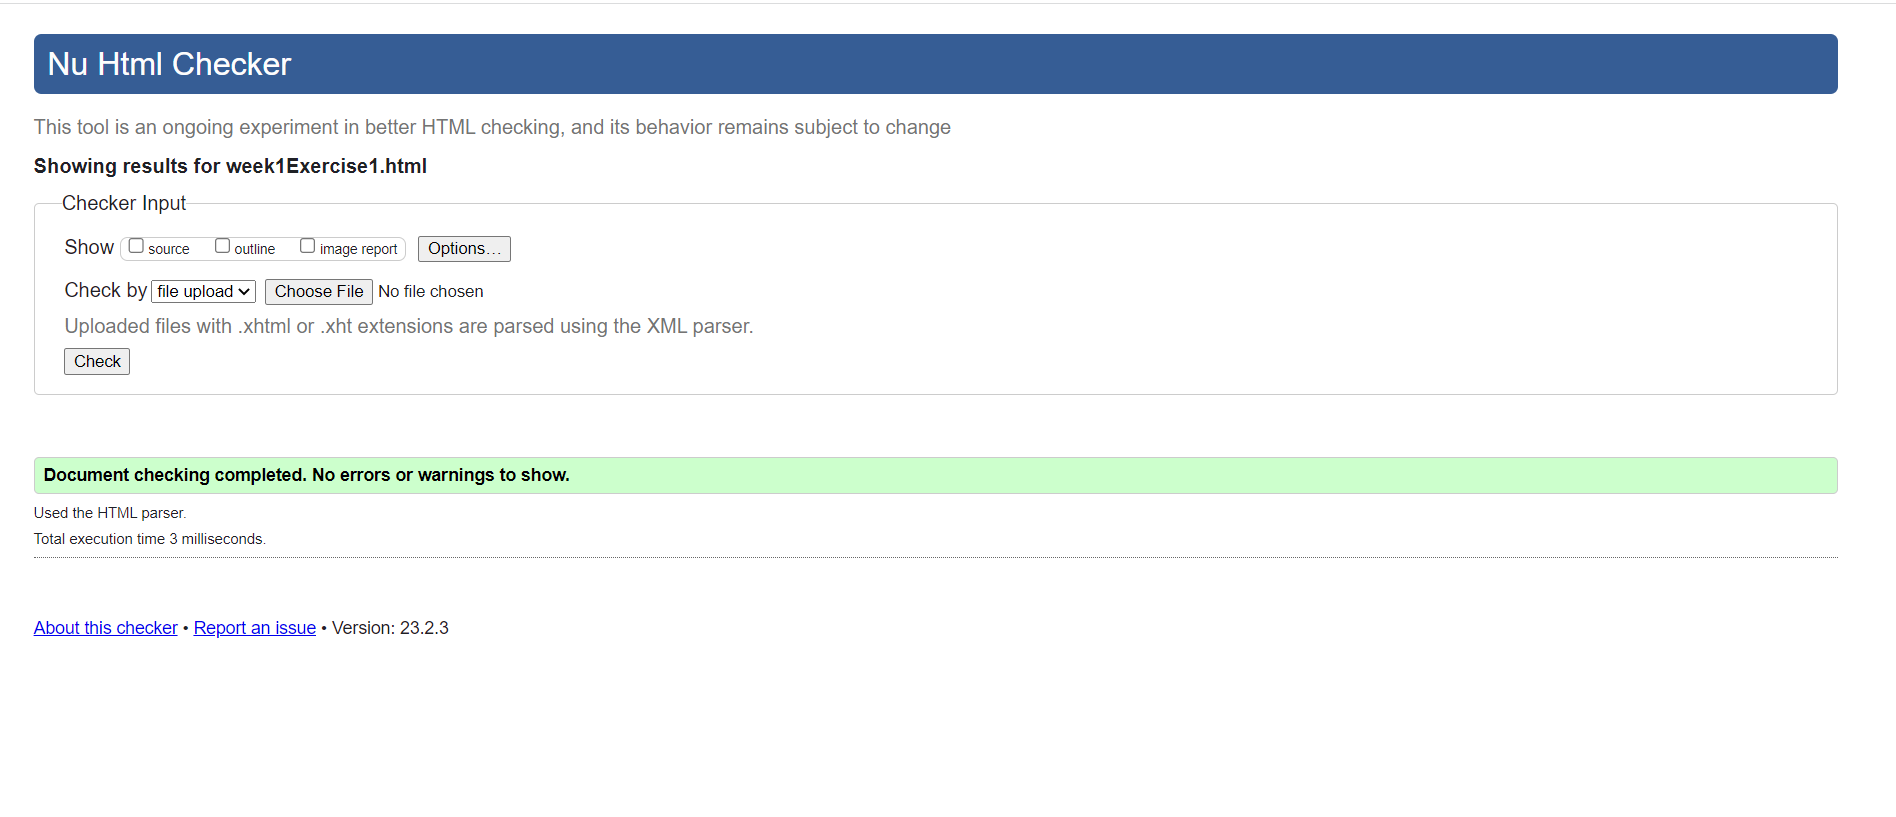 Nu Html Checker
This tool is an ongoing experiment in better HTML checking, and its behavior remains subject to change
Showing results for week1Exercise1.html
Checker Input
Show source outline image report Options…
Check by file upload Choose File No file chosen
Uploaded files with .xhtml or .xht extensions are parsed using the XML parser.
Check
Document checking completed. No errors or warnings to show.
Used the HTML parser.
Total execution time 3 milliseconds.
About this checker • Report an issue • Version: 23.2.3